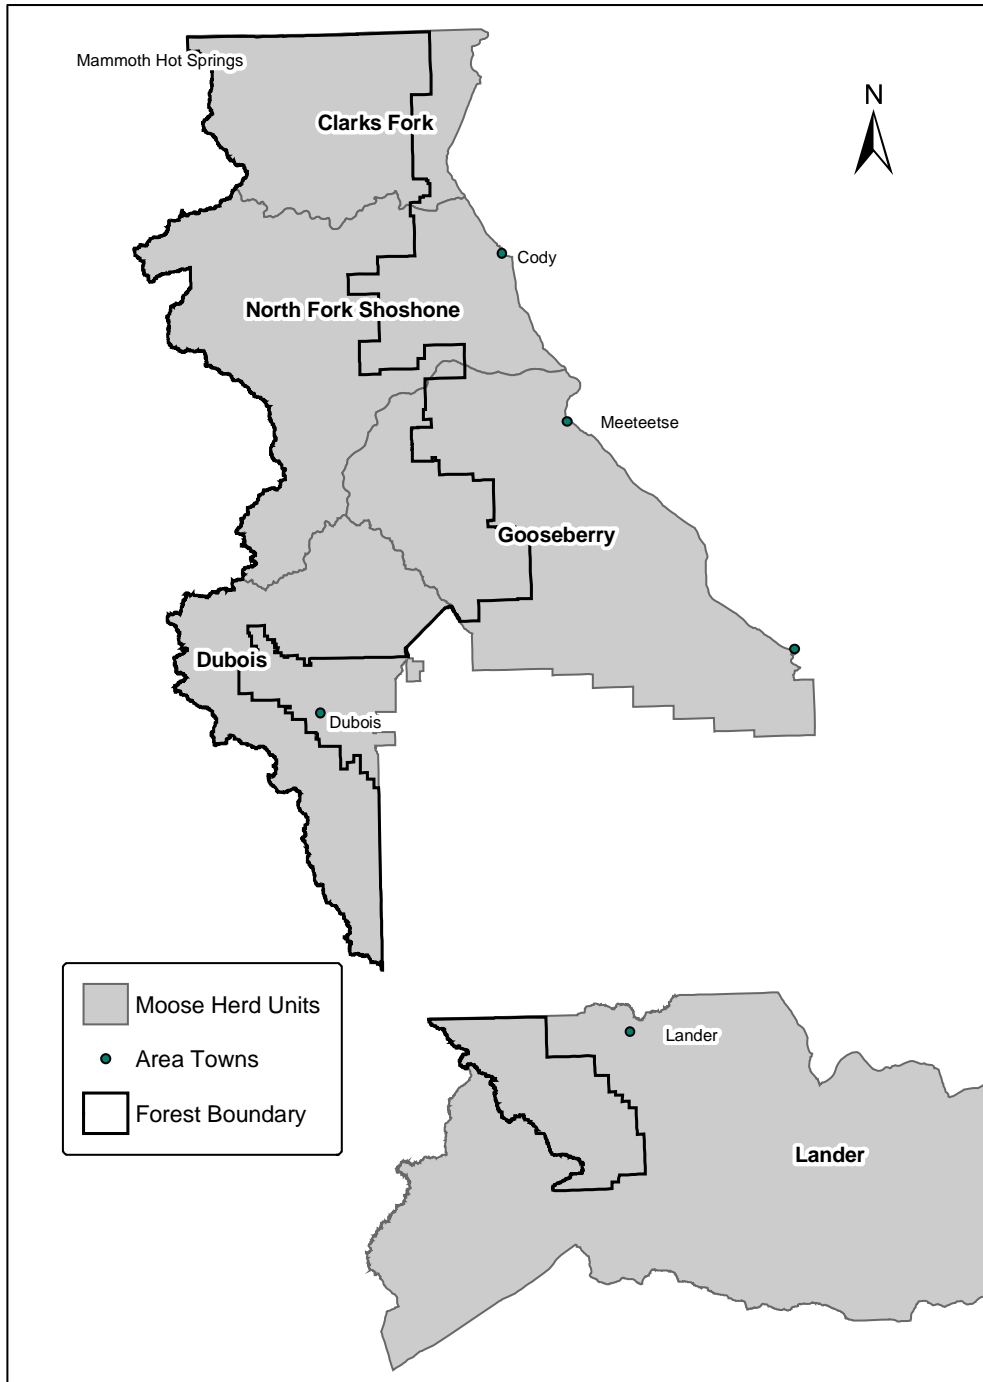 Mammoth Hot Springs
N
Clarks Fork
Cody
North Fork Shoshone
Meeteetse
Gooseberry
Dubois
Dubois
Moose Herd Units
Area Towns
Forest Boundary
Lander
Lander